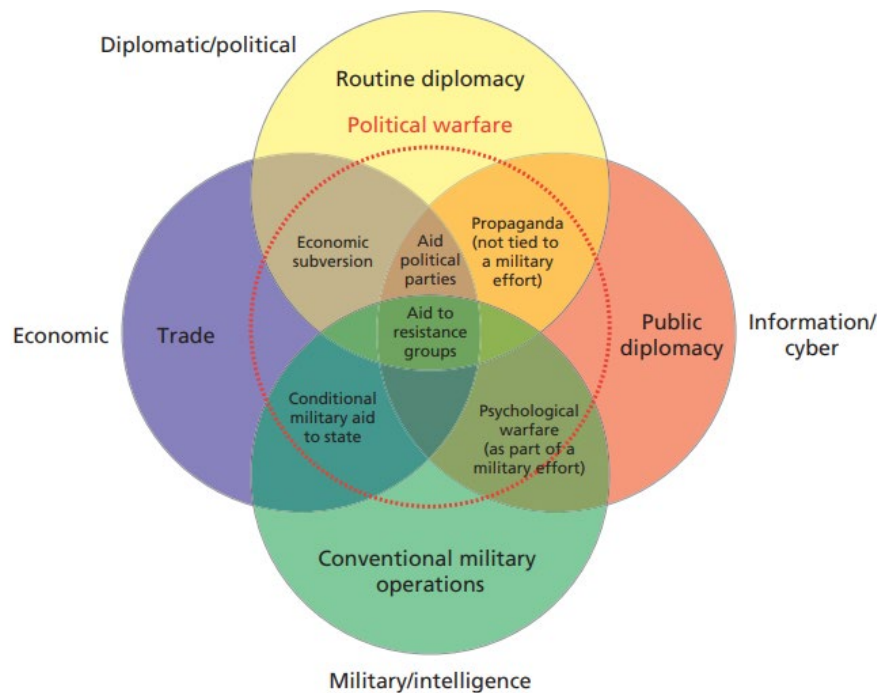 Diplomatic/political
Routine diplomacy
Political warfare
Economic
subversion
Aid
political
parties
Propaganda
(not tied to
a military
effort)
Economic
Trade
Aid to
resistance
groups
Public
diplomacy
Information/
cyber
Conditional
military aid
to state
Psychological
warfare
(as part of a
military effort)
Conventional military
operations
Military/intelligence